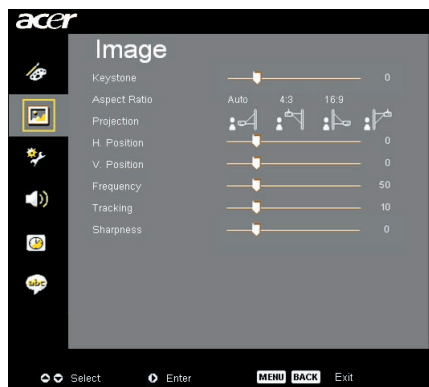 acer
Image
Keystone 0
Aspect Ratio Auto 4:3 16:9
Projection
H. Position 0
V. Position 0
Frequency 50
Tracking 10
Sharpness 0
abc
Select Enter MENU BACK Exit